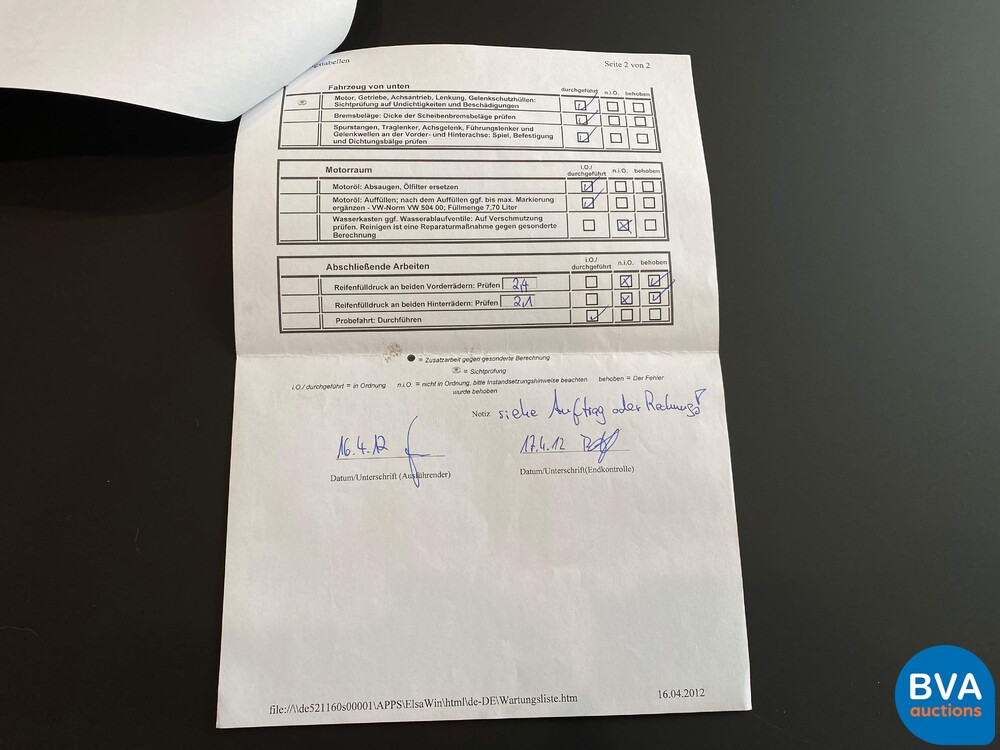 Seite 2 von 2
Fahrzeug von unten
durchgeführt n.i.O. behoben
Motor, Getriebe, Achsantrieb, Lenkung, Gelenkschutzhüllen:
Sichtprüfung auf Undichtigkeiten und Beschädigungen
Bremsbeläge: Dicke der Scheibenbremsbeläge prüfen
Spurstangen, Traglenker, Achsgelenk, Führungslenker und
Gelenkwellen an der Vorder- und Hinterachse: Spiel, Befestigung
und Dichtungsbälge prüfen
Motorraum
i.O./
durchgeführt n.i.O. behoben
Motoröl: Absaugen, Ölfilter ersetzen
Motoröl: Auffüllen; nach dem Auffüllen ggf. bis max. Markierung
ergänzen - VW-Norm VW 504 00; Füllmenge 7,70 Liter
Wasserkasten ggf. Wasserablaufventile: Auf Verschmutzung
prüfen. Reinigen ist eine Reparaturmaßnahme gegen gesonderte
Berechnung
Abschließende Arbeiten
i.O./
durchgeführt n.i.O. behoben
Reifenfülldruck an beiden Vorderrädern: Prüfen 2,4
Reifenfülldruck an beiden Hinterrädern: Prüfen 2,1
Probefahrt: Durchführen
= Zusatzarbeit gegen gesonderte Berechnung
= Sichtprüfung
i.O./ durchgeführt = in Ordnung n.i.O. = nicht in Ordnung, bitte Instandsetzungshinweise beachten behoben = Der Fehler
wurde behoben
Notiz siehe Auftrag oder Rechnung
16.4.12 17.4.12
Datum/Unterschrift (Ausführender) Datum/Unterschrift(Endkontrolle)
file://\\de521160s00001\APPS\ElsaWin\html\de-DE\Wartungsliste.htm 16.04.2012
BVA
auctions